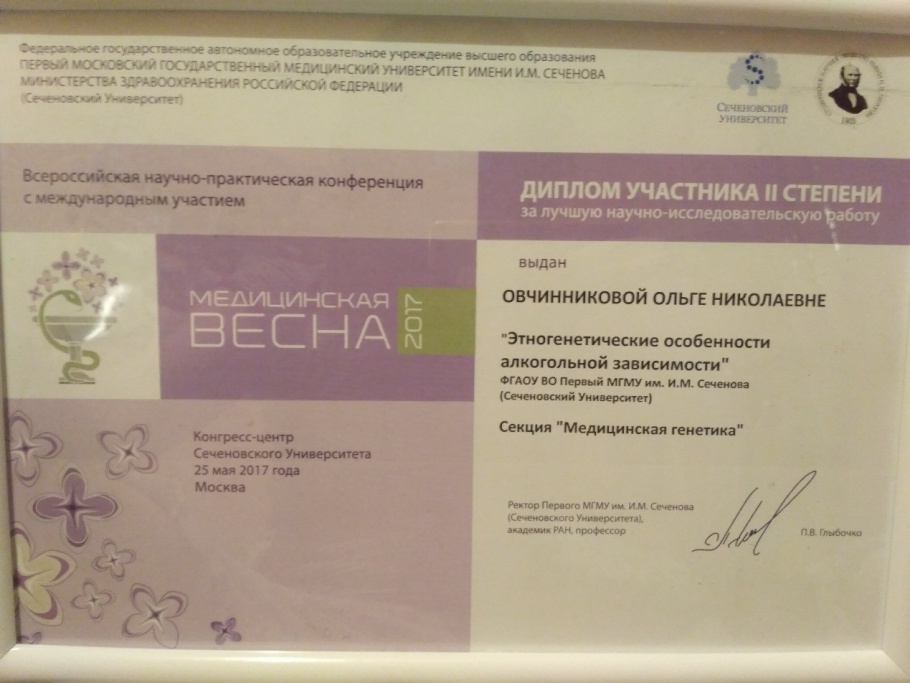 Федеральное государственное автономное образовательное учреждение высшего образования
ПЕРВЫЙ МОСКОВСКИЙ ГОСУДАРСТВЕННЫЙ МЕДИЦИНСКИЙ УНИВЕРСИТЕТ ИМЕНИ И.М. СЕЧЕНОВА
МИНИСТЕРСТВА ЗДРАВООХРАНЕНИЯ РОССИЙСКОЙ ФЕДЕРАЦИИ
(Сеченовский Университет)
СЕЧЕНОВСКИЙ
УНИВЕРСИТЕТ
Всероссийская научно-практическая конференция
с международным участием
МЕДИЦИНСКАЯ
ВЕСНА
2017
Конгресс-центр
Сеченовского Университета
25 мая 2017 года
Москва
ДИПЛОМ УЧАСТНИКА II СТЕПЕНИ
за лучшую научно-исследовательскую работу
выдан
ОВЧИННИКОВОЙ ОЛЬГЕ НИКОЛАЕВНЕ
"Этногенетические особенности
алкогольной зависимости"
ФГАОУ ВО Первый МГМУ им. И.М. Сеченова
(Сеченовский Университет)
Секция "Медицинская генетика"
Ректор Первого МГМУ им. И.М. Сеченова
(Сеченовского Университета),
академик РАН, профессор
П.В. Глыбочко